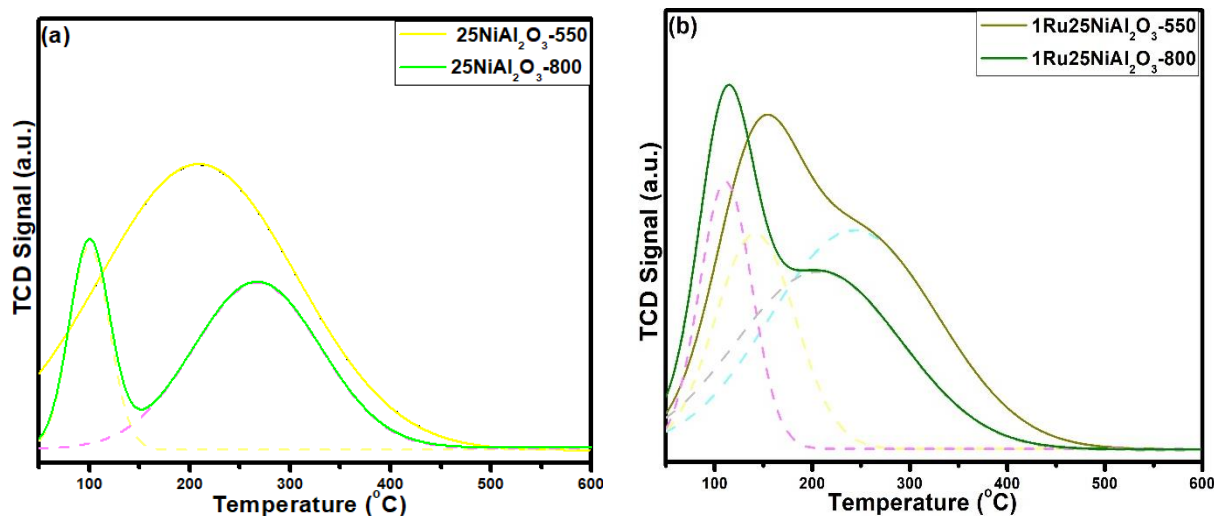 (a)
25NiAl₂O₃-550
25NiAl₂O₃-800
TCD Signal (a.u.)
100 200 300 400 500 600
Temperature (°C)
(b)
1Ru25NiAl₂O₃-550
1Ru25NiAl₂O₃-800
TCD Signal (a.u.)
100 200 300 400 500 600
Temperature (°C)